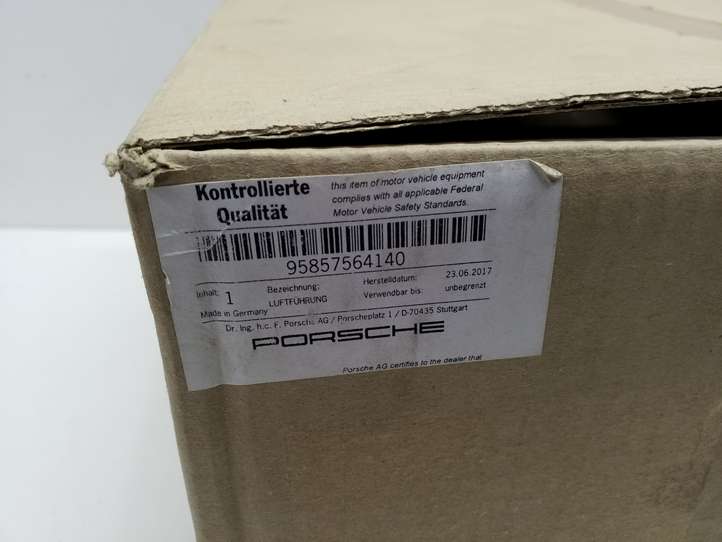 Kontrollierte
Qualität
this item of motor vehicle equipment
complies with all applicable Federal
Motor Vehicle Safety Standards.
95857564140
Inhalt: 1
Bezeichnung:
LUFTFÜHRUNG
Herstelldatum: 23.06.2017
Verwendbar bis: unbegrenzt
Made in Germany
Dr. Ing. h.c. F. Porsche AG / Porscheplatz 1 / D-70435 Stuttgart
PORSCHE
Porsche AG certifies to the dealer that